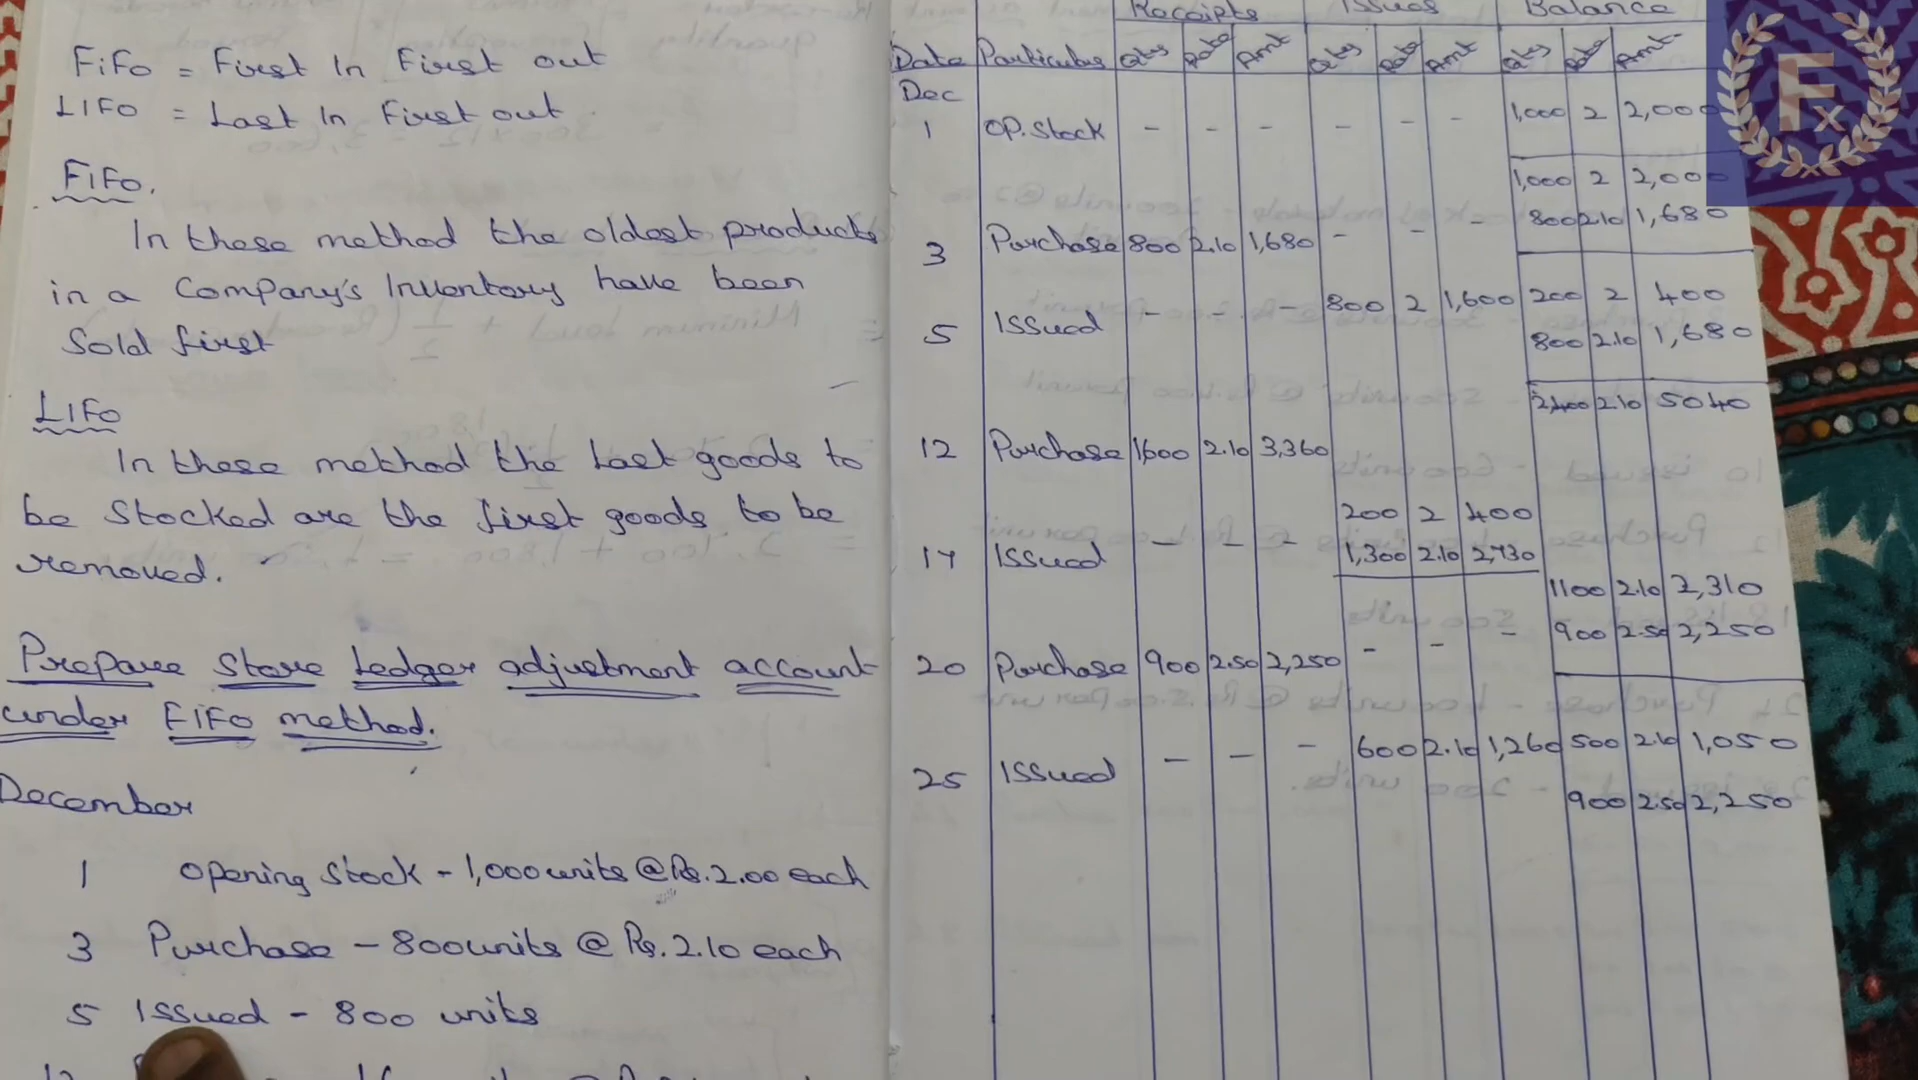 FiFo = First In First out
LIFO = Last In First out.
FiFo.
In these method the oldest products
in a Company's Inventory have been
Sold first
LIFO
In these method the Last goods to
be Stocked are the first goods to be
removed.
Prepare Store Ledger adjustment account
under FIFO method.
December
1 Opening Stock - 1,000 units @ Rs. 2.00 each
3 Purchase - 800 units @ Rs. 2.10 each
5 Issued - 800 units
Receipts Issues Balance
Date Particulars Qty Rate Amt Qty Rate Amt Qty Rate Amt
Dec
1 OP. Stock - - - - - - 1,000 2 2,000
1,000 2 2,000
800 2.10 1,680
3 Purchase 800 2.10 1,680 - - -
5 Issued - - - 800 2 1,600 200 2 400
800 2.10 1,680
2,400 2.10 5040
12 Purchase 1600 2.10 3,360
200 2 400
17 Issued - - - 1,300 2.10 2,730
1100 2.10 2,310
900 2.50 2,250
20 Purchase 900 2.50 2,250 - - -
25 Issued - - - 600 2.10 1,260 500 2.10 1,050
900 2.50 2,250
Fx